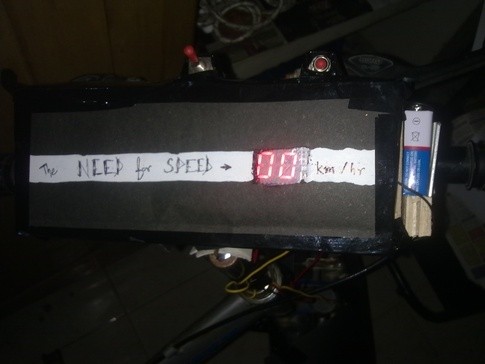 The NEED for SPEED → 00 km/hr